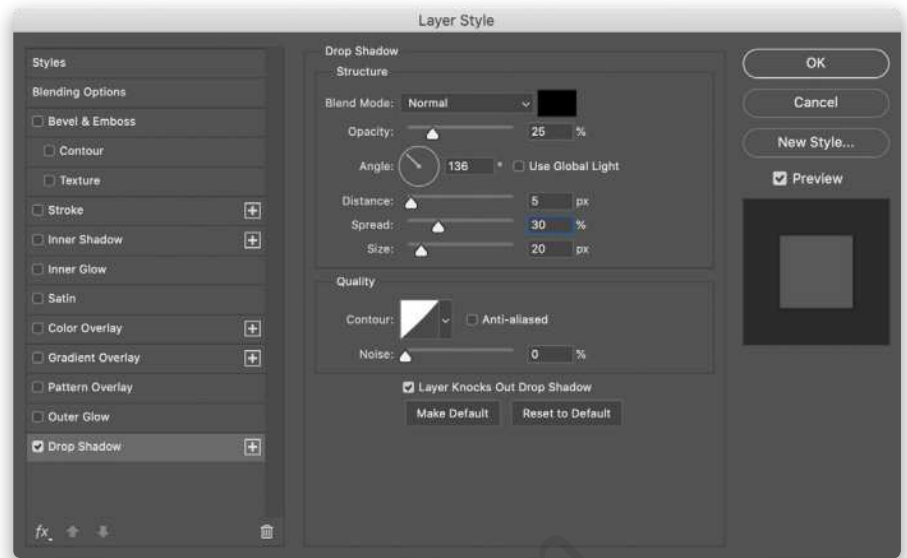 Layer Style
Styles
Blending Options
Bevel & Emboss
Contour
Texture
Stroke
Inner Shadow
Inner Glow
Satin
Color Overlay
Gradient Overlay
Pattern Overlay
Outer Glow
Drop Shadow
fx
Drop Shadow
Structure
Blend Mode: Normal
Opacity: 25 %
Angle: 136 ° Use Global Light
Distance: 5 px
Spread: 30 %
Size: 20 px
Quality
Contour: Anti-aliased
Noise: 0 %
Layer Knocks Out Drop Shadow
Make Default Reset to Default
OK
Cancel
New Style...
Preview